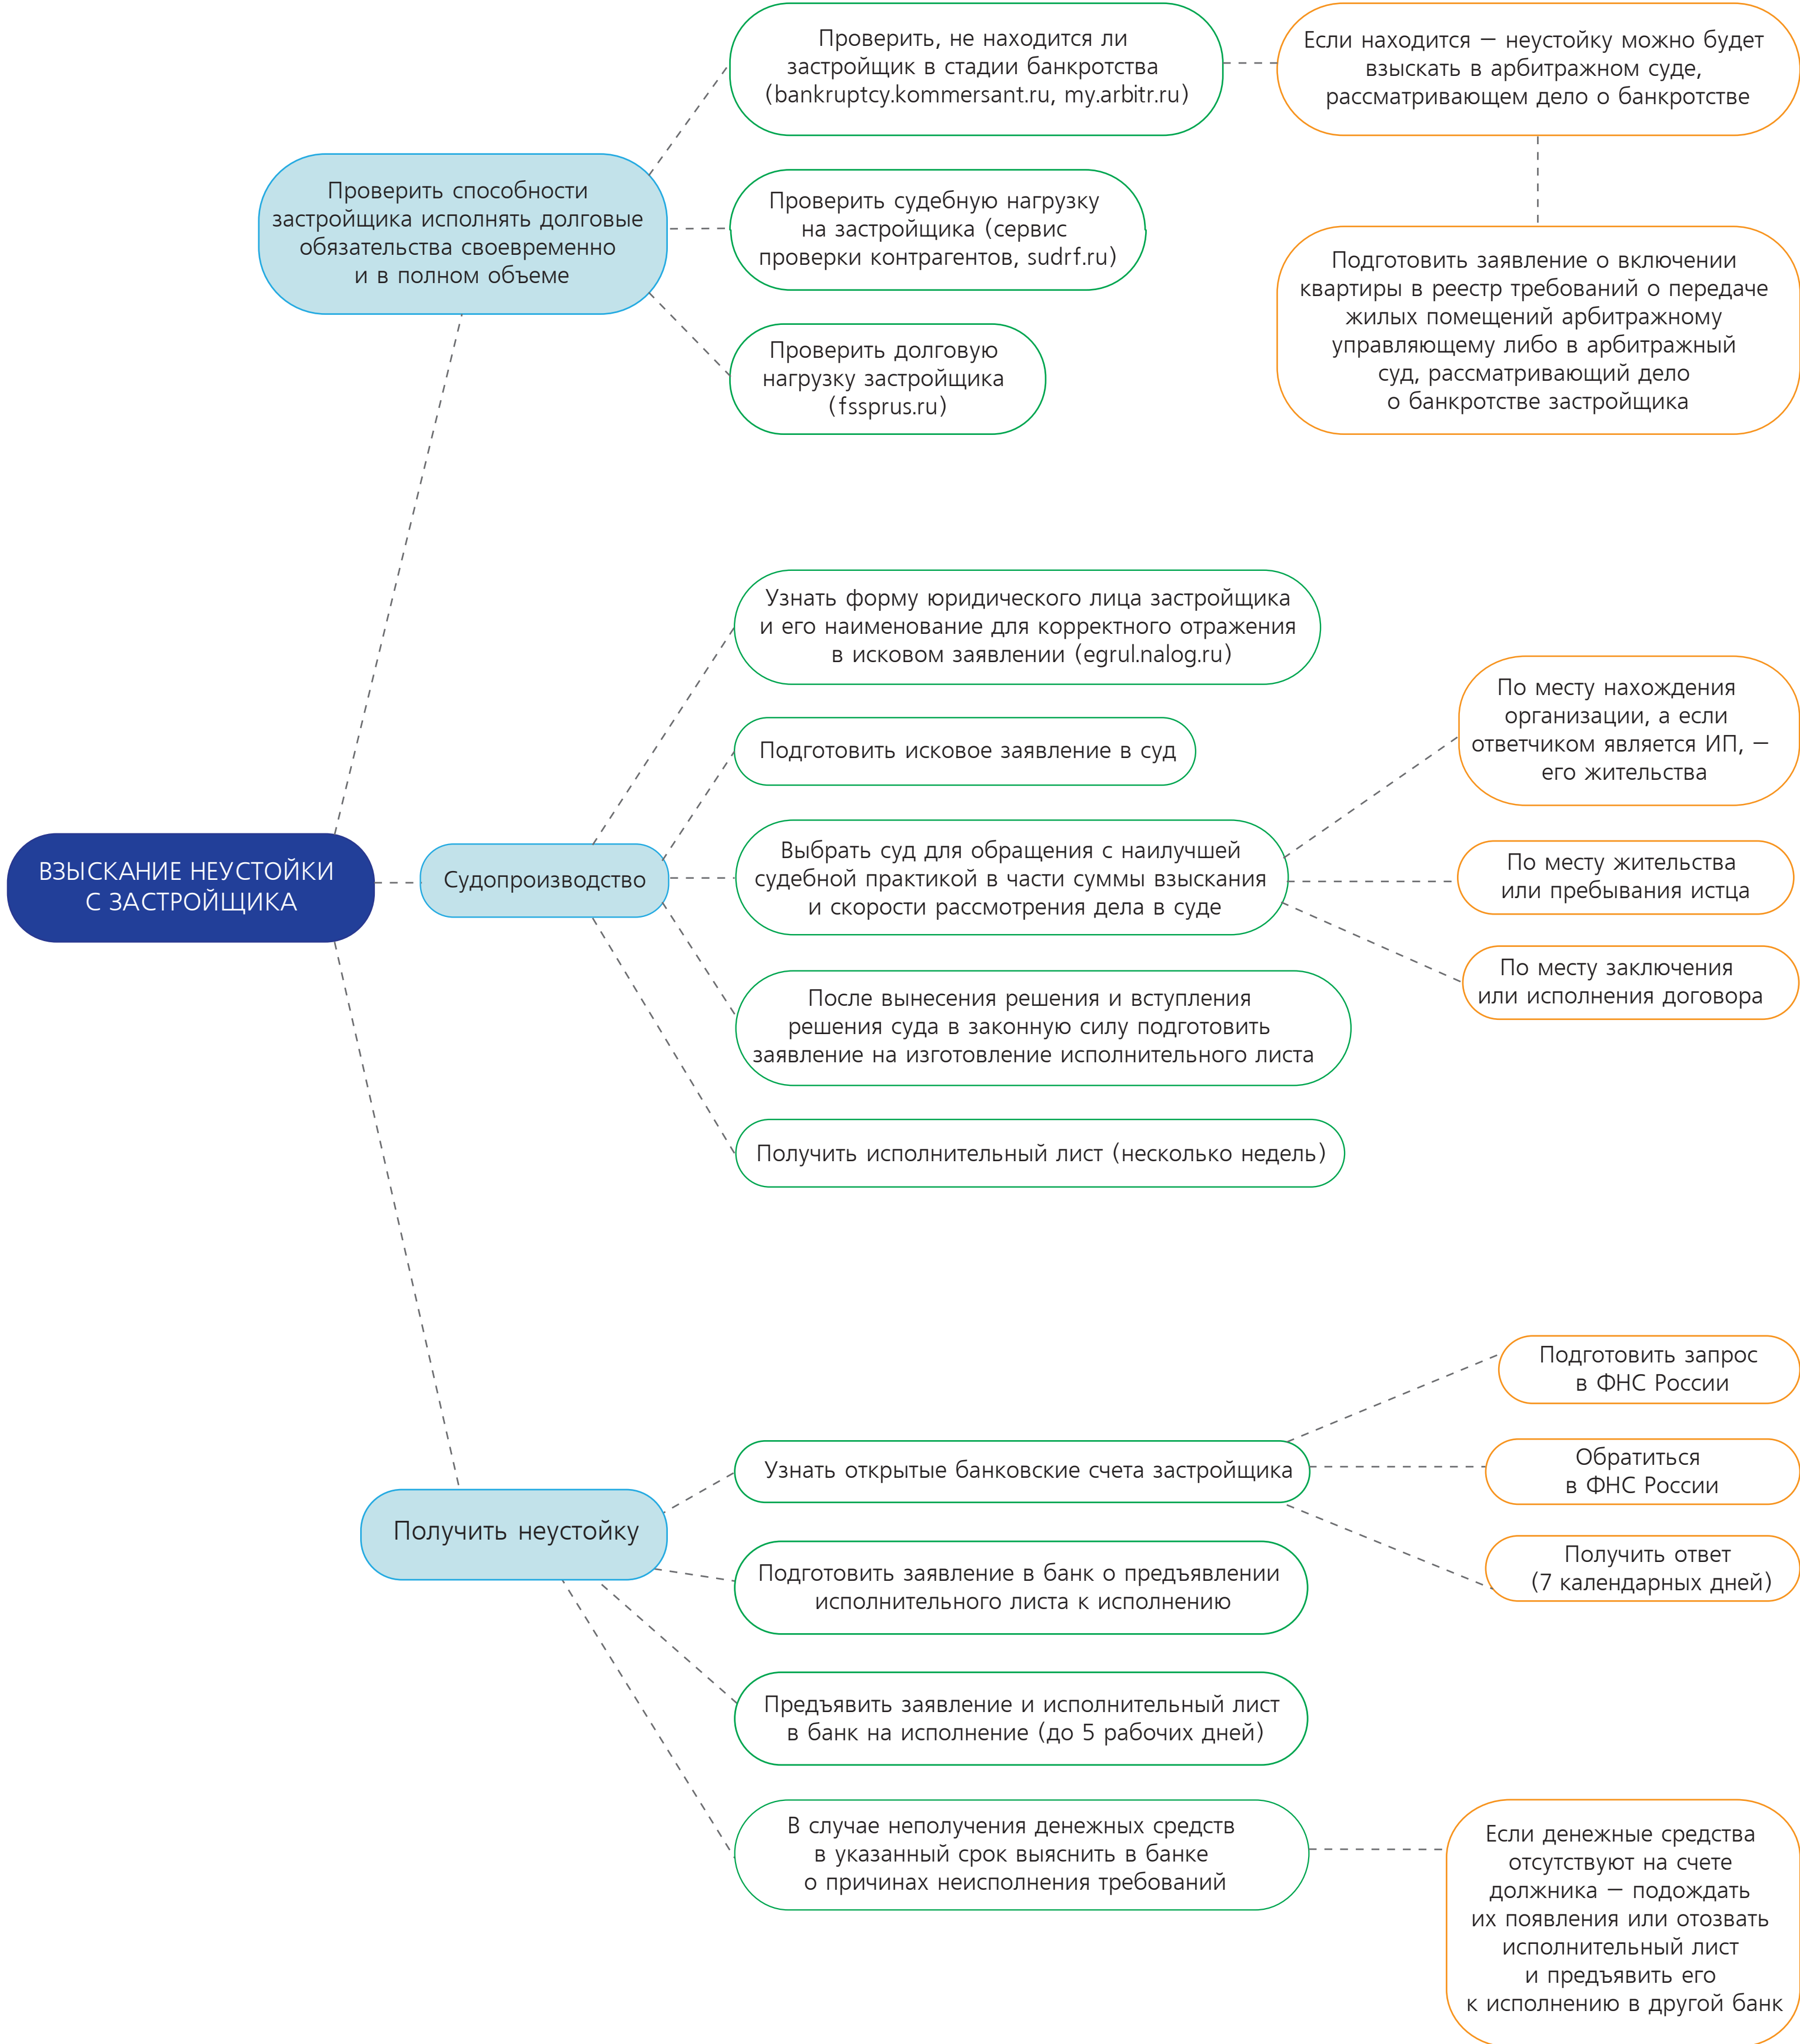 Проверить, не находится ли
застройщик в стадии банкротства
(bankruptcy.kommersant.ru, my.arbitr.ru)
Если находится — неустойку можно будет
взыскать в арбитражном суде,
рассматривающем дело о банкротстве
Проверить способности
застройщика исполнять долговые
обязательства своевременно
и в полном объеме
Проверить судебную нагрузку
на застройщика (сервис
проверки контрагентов, sudrf.ru)
Подготовить заявление о включении
квартиры в реестр требований о передаче
жилых помещений арбитражному
управляющему либо в арбитражный
суд, рассматривающий дело
о банкротстве застройщика
Проверить долговую
нагрузку застройщика
(fssprus.ru)
Узнать форму юридического лица застройщика
и его наименование для корректного отражения
в исковом заявлении (egrul.nalog.ru)
Подготовить исковое заявление в суд
По месту нахождения
организации, а если
ответчиком является ИП, —
его жительства
ВЗЫСКАНИЕ НЕУСТОЙКИ
С ЗАСТРОЙЩИКА
Судопроизводство
Выбрать суд для обращения с наилучшей
судебной практикой в части суммы взыскания
и скорости рассмотрения дела в суде
По месту жительства
или пребывания истца
По месту заключения
или исполнения договора
После вынесения решения и вступления
решения суда в законную силу подготовить
заявление на изготовление исполнительного листа
Получить исполнительный лист (несколько недель)
Подготовить запрос
в ФНС России
Узнать открытые банковские счета застройщика
Обратиться
в ФНС России
Получить неустойку
Получить ответ
(7 календарных дней)
Подготовить заявление в банк о предъявлении
исполнительного листа к исполнению
Предъявить заявление и исполнительный лист
в банк на исполнение (до 5 рабочих дней)
В случае неполучения денежных средств
в указанный срок выяснить в банке
о причинах неисполнения требований
Если денежные средства
отсутствуют на счете
должника — подождать
их появления или отозвать
исполнительный лист
и предъявить его
к исполнению в другой банк